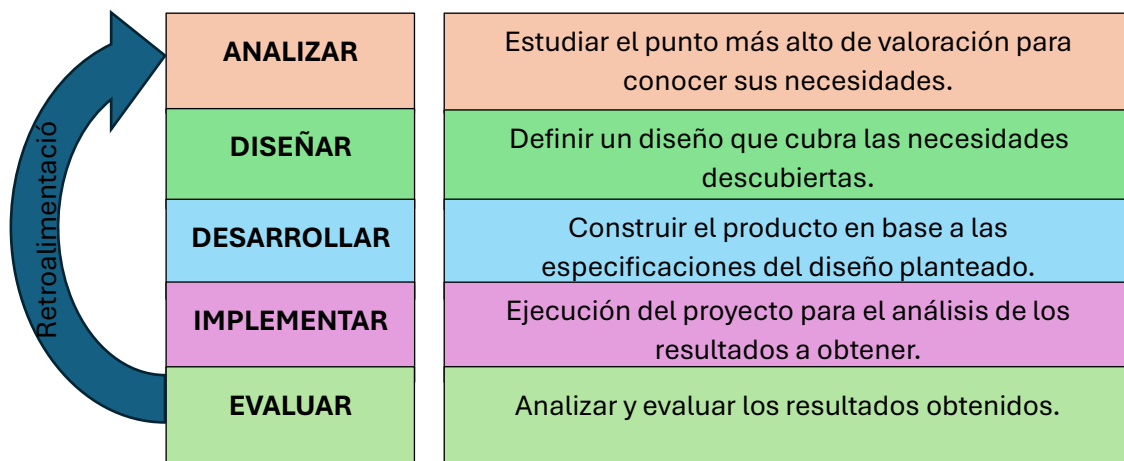 Retroalimentació
ANALIZAR
Estudiar el punto más alto de valoración para
conocer sus necesidades.
DISEÑAR
Definir un diseño que cubra las necesidades
descubiertas.
DESARROLLAR
Construir el producto en base a las
especificaciones del diseño planteado.
IMPLEMENTAR
Ejecución del proyecto para el análisis de los
resultados a obtener.
EVALUAR
Analizar y evaluar los resultados obtenidos.